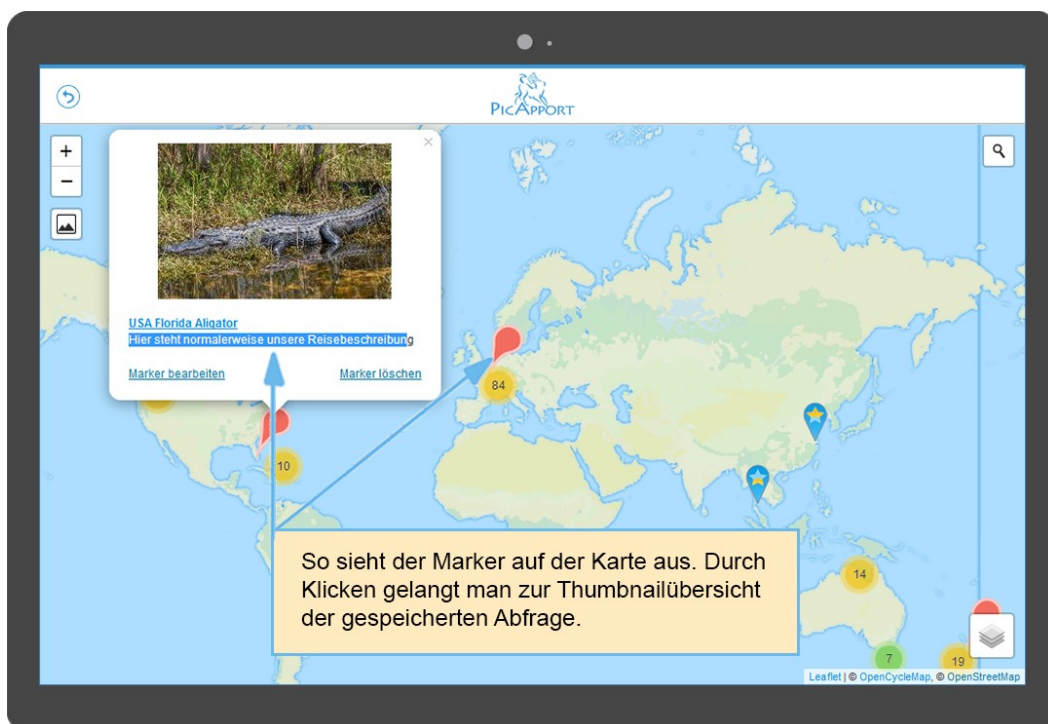 PICAPPORT
+
×
−
USA Florida Aligator
Hier steht normalerweise unsere Reisebeschreibung
Marker bearbeiten Marker löschen
84
10
So sieht der Marker auf der Karte aus. Durch
Klicken gelangt man zur Thumbnailübersicht
der gespeicherten Abfrage.
14
7
19
Leaflet | © OpenCycleMap, © OpenStreetMap